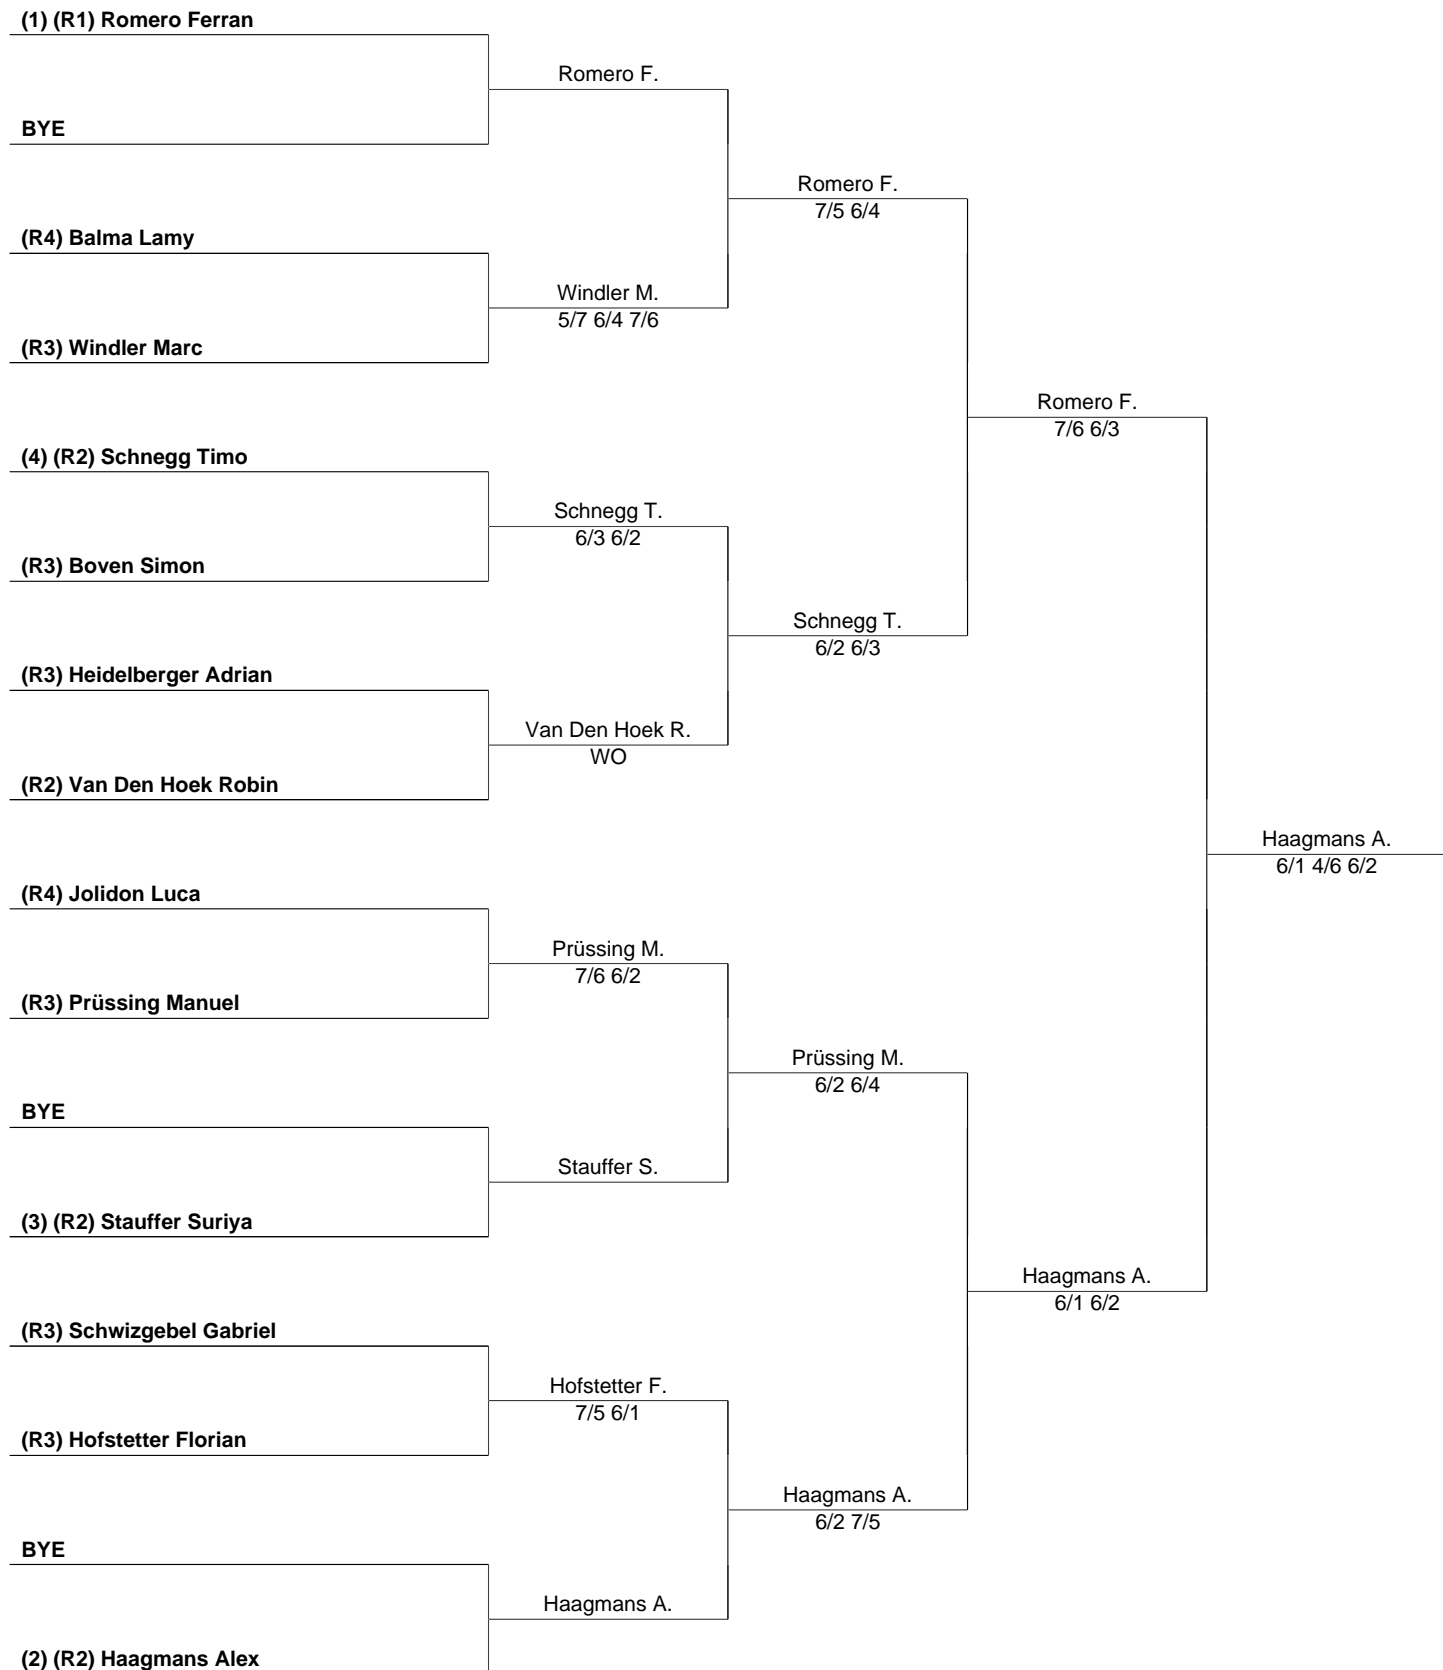 (1) (R1) Romero Ferran
Romero F.
BYE
Romero F.
7/5 6/4
(R4) Balma Lamy
Windler M.
5/7 6/4 7/6
(R3) Windler Marc
Romero F.
7/6 6/3
(4) (R2) Schnegg Timo
Schnegg T.
6/3 6/2
(R3) Boven Simon
Schnegg T.
6/2 6/3
(R3) Heidelberger Adrian
Van Den Hoek R.
WO
(R2) Van Den Hoek Robin
Haagmans A.
6/1 4/6 6/2
(R4) Jolidon Luca
Prüssing M.
7/6 6/2
(R3) Prüssing Manuel
Prüssing M.
6/2 6/4
BYE
Stauffer S.
(3) (R2) Stauffer Suriya
Haagmans A.
6/1 6/2
(R3) Schwizgebel Gabriel
Hofstetter F.
7/5 6/1
(R3) Hofstetter Florian
Haagmans A.
6/2 7/5
BYE
Haagmans A.
(2) (R2) Haagmans Alex